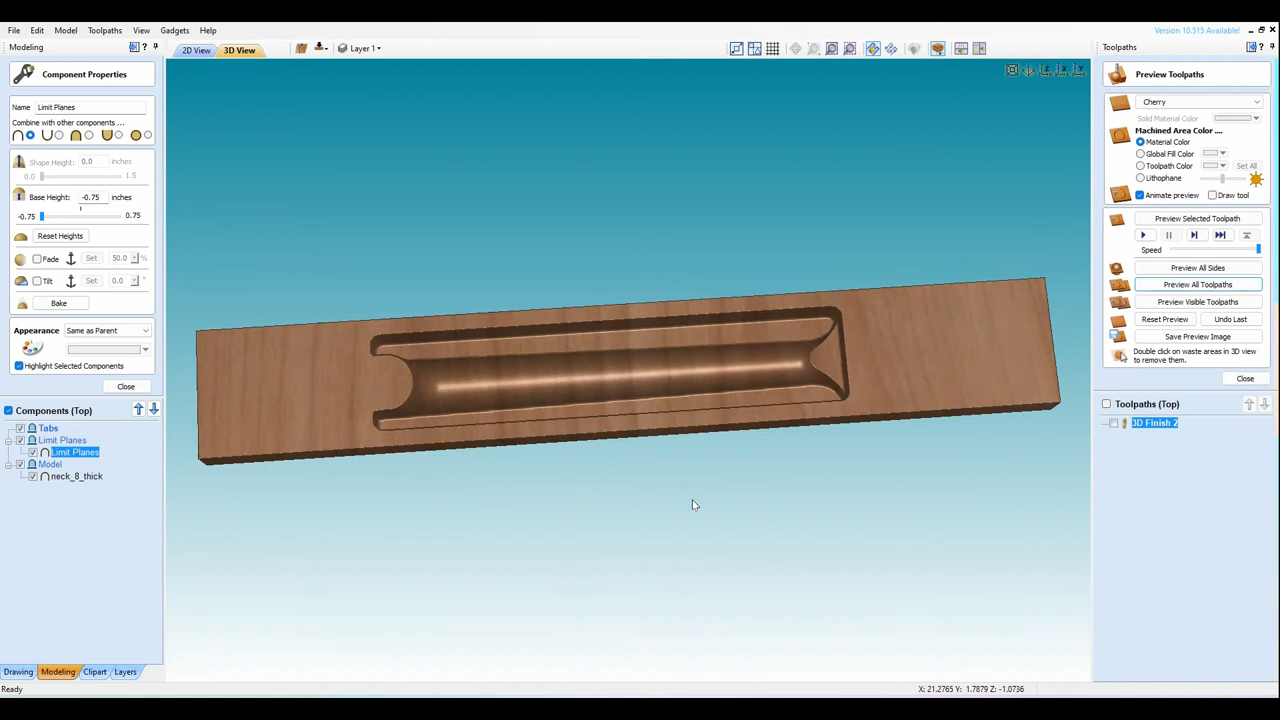 File Edit Model Toolpaths View Gadgets Help
Version 10.515 Available!
Modeling
?
2D View
3D View
Layer 1
Toolpaths
?
Component Properties
Preview Toolpaths
Name Limit Planes
Combine with other components ...
Cherry
Solid Material Color
Machined Area Color ....
Material Color
Global Fill Color
Toolpath Color Set All
Lithophane
Animate preview Draw tool
Shape Height: 0.0 inches
0.0 1.5
Base Height: -0.75 inches
-0.75 0.75
Reset Heights
Fade Set 50.0 %
Tilt Set 0.0 °
Bake
Appearance Same as Parent
Highlight Selected Components
Close
Preview Selected Toolpath
Speed
Preview All Sides
Preview All Toolpaths
Preview Visible Toolpaths
Reset Preview Undo Last
Save Preview Image
Double click on waste areas in 3D view
to remove them.
Close
Components (Top)
Tabs
Limit Planes
Limit Planes
Model
neck_8_thick
Toolpaths (Top)
3D Finish 2
Drawing Modeling Clipart Layers
Ready
X: 21.2765 Y: 1.7879 Z: -1.0736